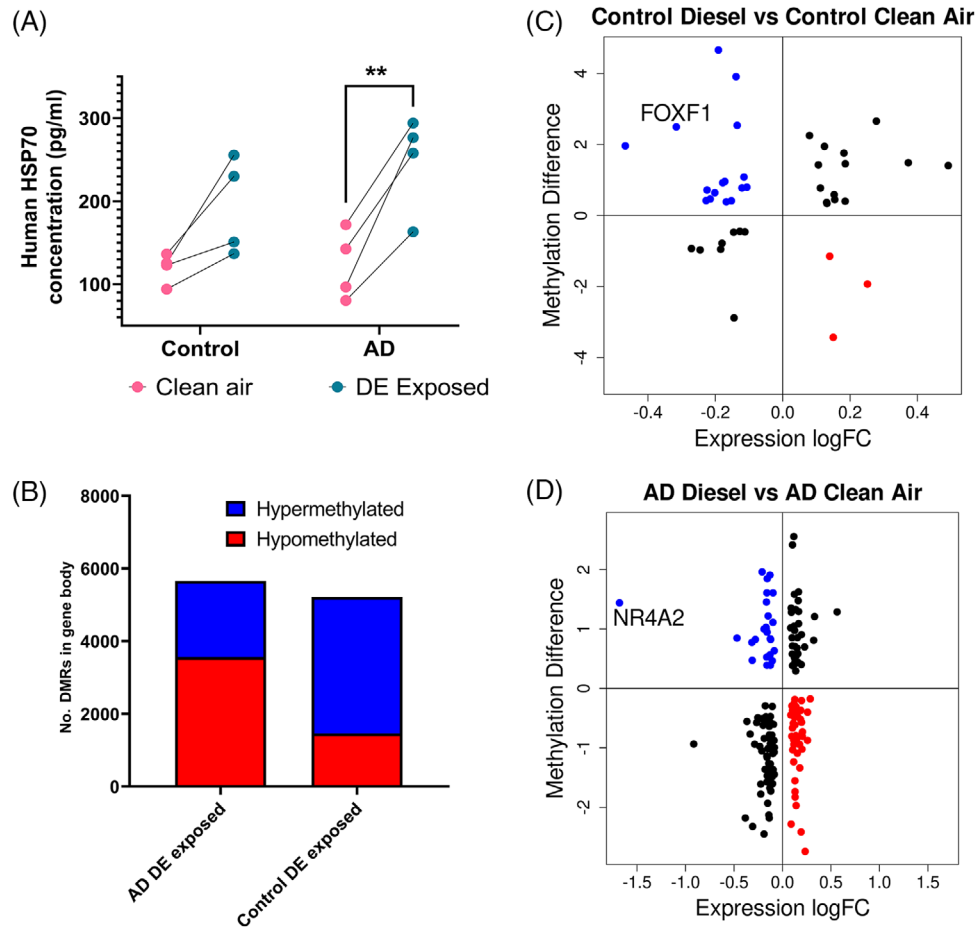 (A)
**
Human HSP70
concentration (pg/ml)
300
200
100
Control
AD
Clean air
DE Exposed
(B)
No. DMRs in gene body
8000
6000
4000
2000
0
Hypermethylated
Hypomethylated
AD DE exposed
Control DE exposed
(C)
Control Diesel vs Control Clean Air
Methylation Difference
4
2
0
-2
-4
FOXF1
-0.4
-0.2
0.0
0.2
0.4
Expression logFC
(D)
AD Diesel vs AD Clean Air
Methylation Difference
2
1
0
-1
-2
NR4A2
-1.5
-1.0
-0.5
0.0
0.5
1.0
1.5
Expression logFC